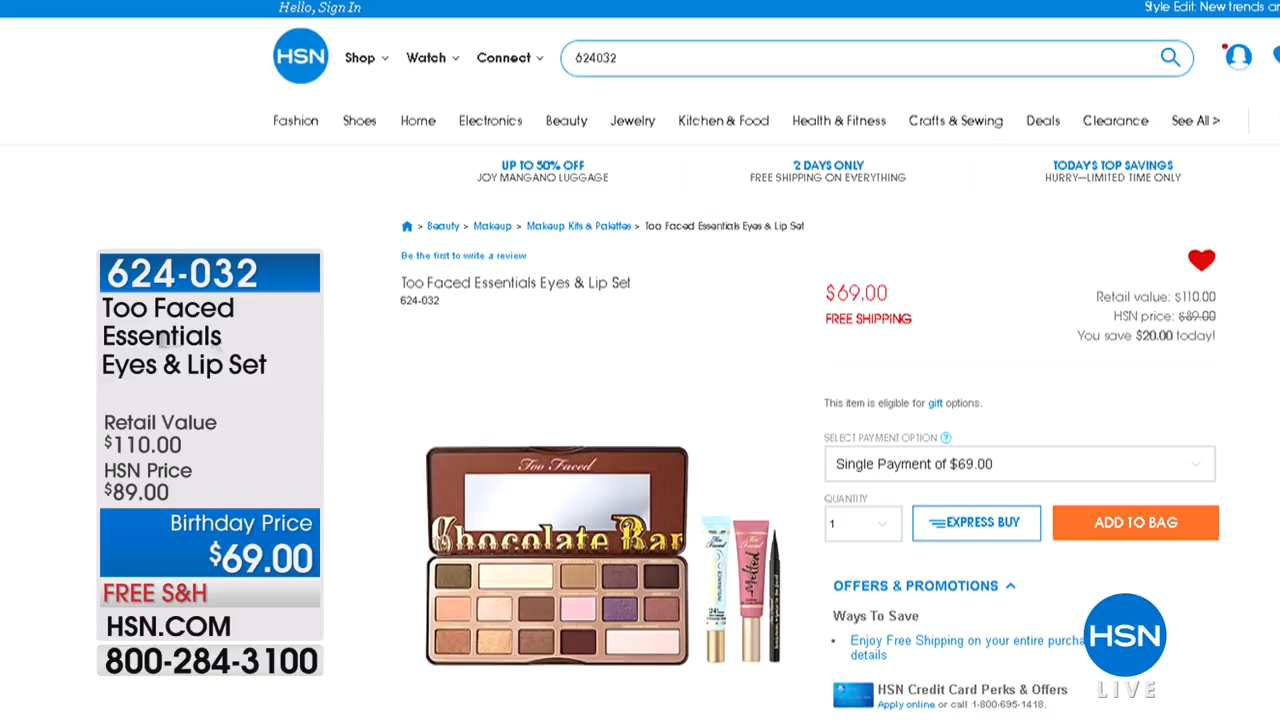 Hello, Sign In
Style Edit: New trends
HSN
Shop
Watch
Connect
624032
Fashion
Shoes
Home
Electronics
Beauty
Jewelry
Kitchen & Food
Health & Fitness
Crafts & Sewing
Deals
Clearance
See All >
UP TO 50% OFF
JOY MANGANO LUGGAGE
2 DAYS ONLY
FREE SHIPPING ON EVERYTHING
TODAY'S TOP SAVINGS
HURRY—LIMITED TIME ONLY
> Beauty > Makeup > Makeup Kits & Palettes > Too Faced Essentials Eyes & Lip Set
Be the first to write a review
Too Faced Essentials Eyes & Lip Set
624-032
$69.00
FREE SHIPPING
Retail value: $110.00
HSN price: $89.00
You save $20.00 today!
This item is eligible for gift options.
SELECT PAYMENT OPTION ?
Single Payment of $69.00
QUANTITY
1
EXPRESS BUY
ADD TO BAG
OFFERS & PROMOTIONS
Ways To Save
• Enjoy Free Shipping on your entire
details
HSN Credit Card Perks & Offers
Apply online or call 1-800-695-1418.
624-032
Too Faced
Essentials
Eyes & Lip Set
Retail Value
$110.00
HSN Price
$89.00
Birthday Price
$69.00
FREE S&H
HSN.COM
800-284-3100
Too Faced
Chocolate Bar
Too Faced
INSURANCE
Too Faced
Melted
HSN
LIVE